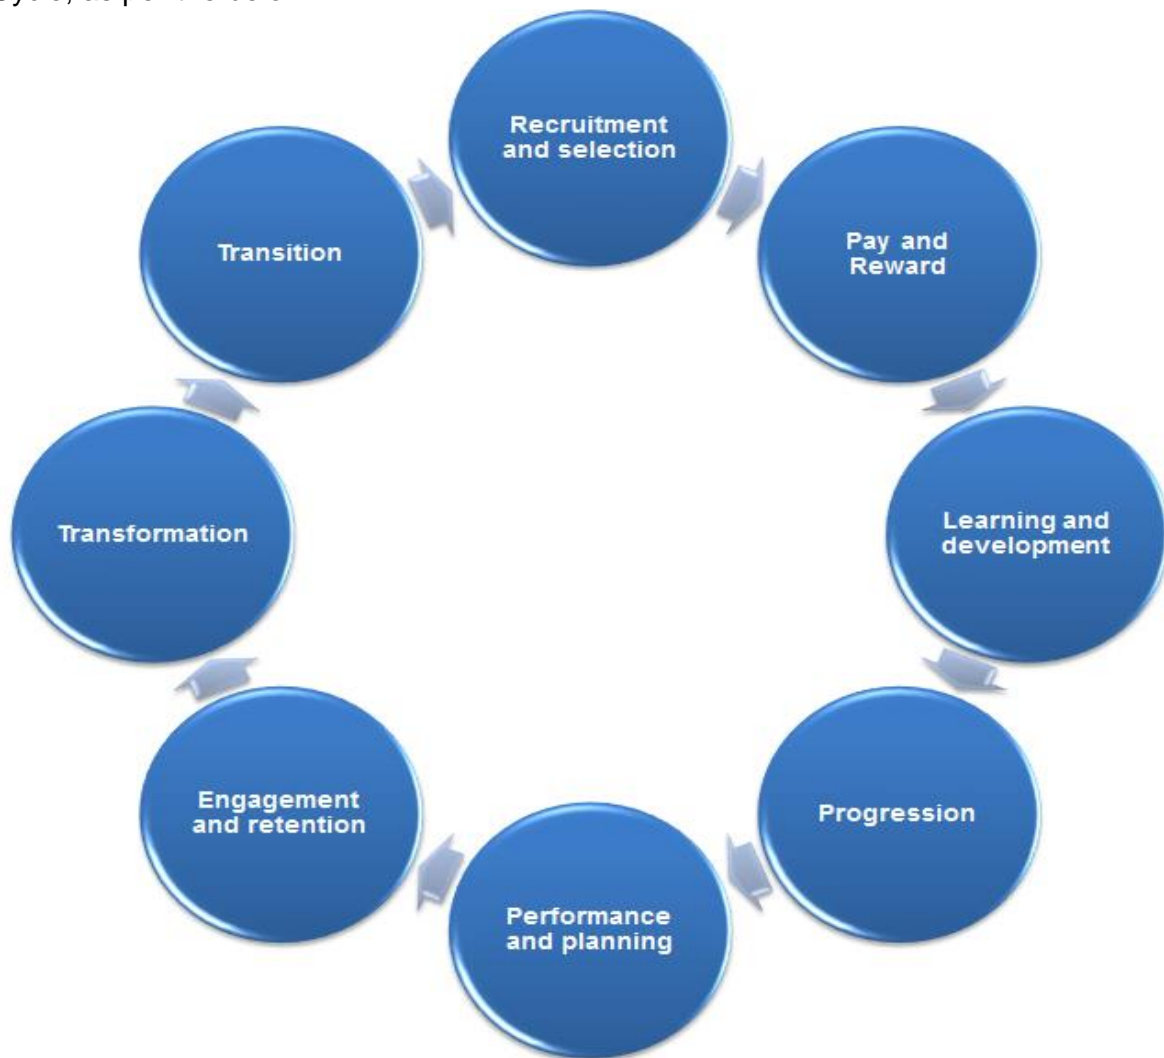 Recruitment
and selection
Pay and
Reward
Learning and
development
Progression
Performance
and planning
Engagement
and retention
Transformation
Transition